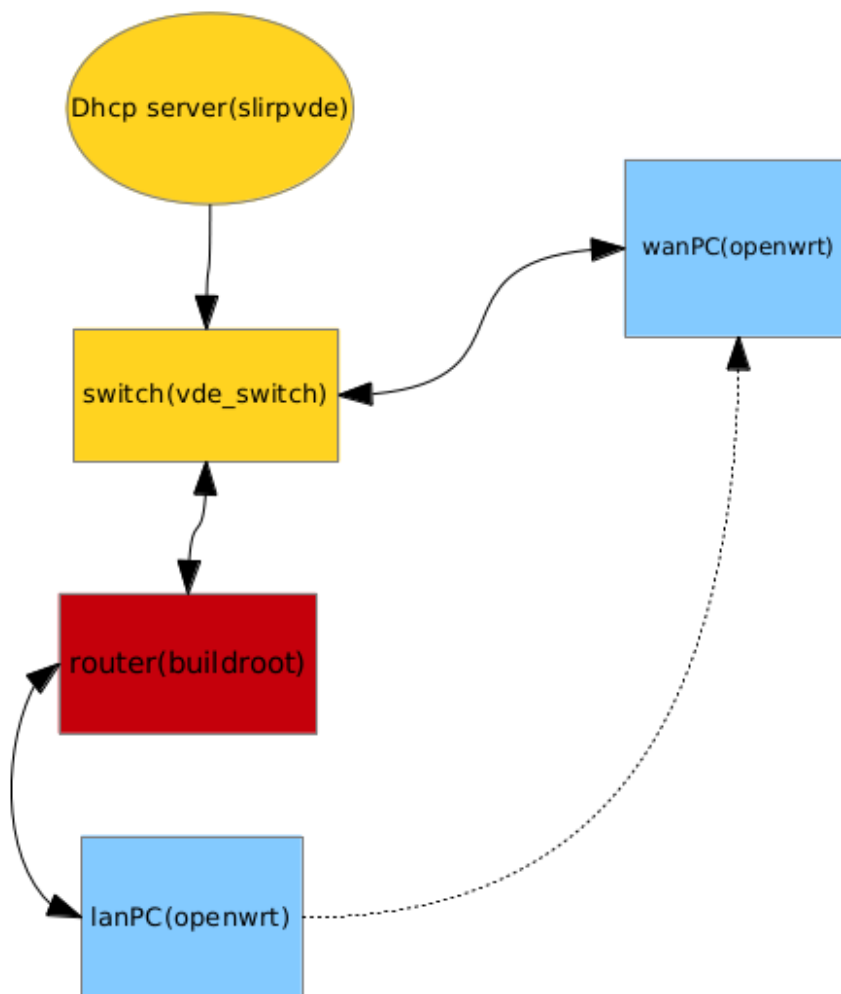 Dhcp server(slirpvde)
wanPC(openwrt)
switch(vde_switch)
router(buildroot)
lanPC(openwrt)